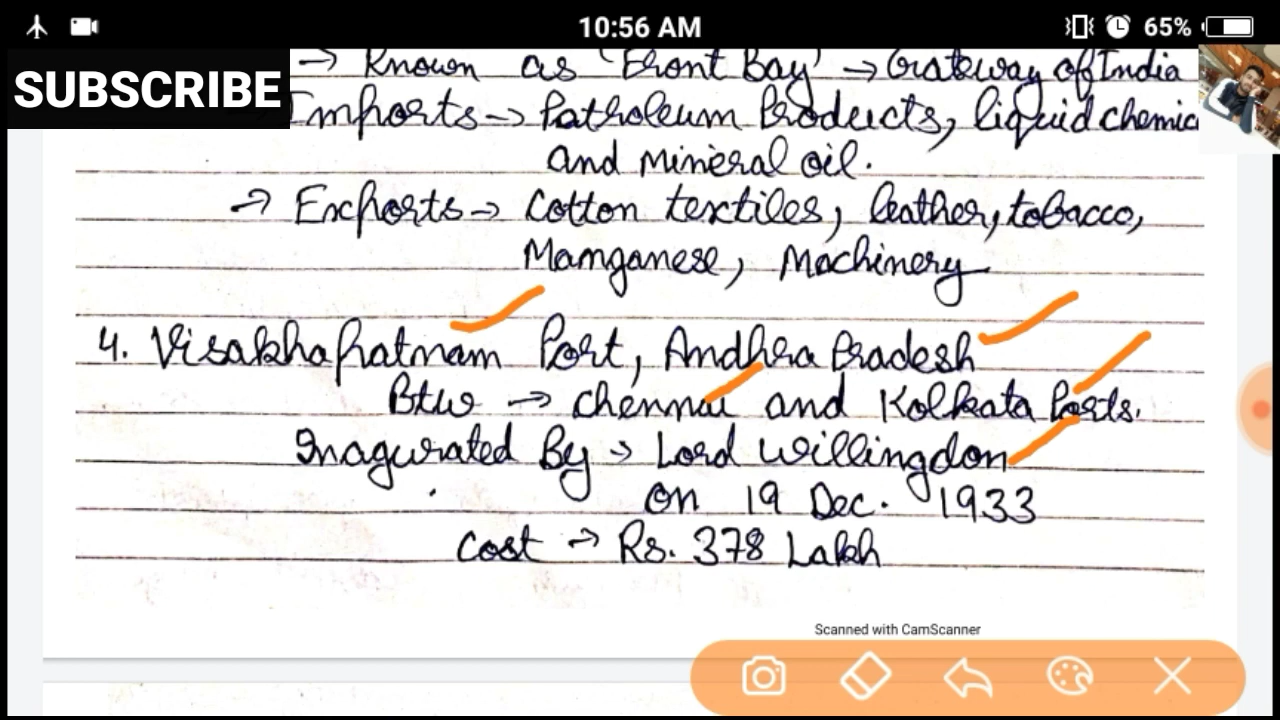 10:56 AM
65%
SUBSCRIBE
→ Known as 'Front Bay' → Gateway of India
Imports → Pathroleum Products, liquid chemic
and Mineral oil.
→ Exports → Cotton textiles, leather, tobacco,
Manganese, Machinery
4. Visakhapatnam Port, Andhra Pradesh
Btw → Chennai and Kolkata Ports.
Inagurated By → Lord Willingdon
on 19 Dec. 1933
Cost → Rs. 378 Lakh
Scanned with CamScanner